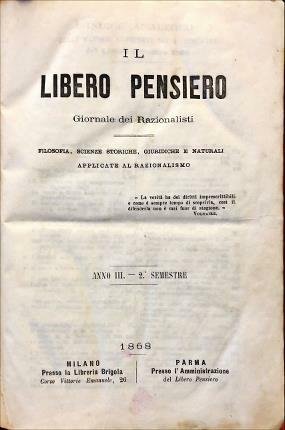 IL
LIBERO PENSIERO
Giornale dei Razionalisti
FILOSOFIA, SCIENZE STORICHE, GIURIDICHE E NATURALI
APPLICATE AL RAZIONALISMO
« La verità ha dei diritti imprescrittibili
e come è sempre tempo di scoprirla, così il
difenderla non è mai fuor di stagione. »
VOLTAIRE.
ANNO III. — 2.° SEMESTRE
1868
MILANO
Presso la Libreria Brigola
Corso Vittorio Emanuele, 26
PARMA
Presso l'Amministrazione
del Libero Pensiero